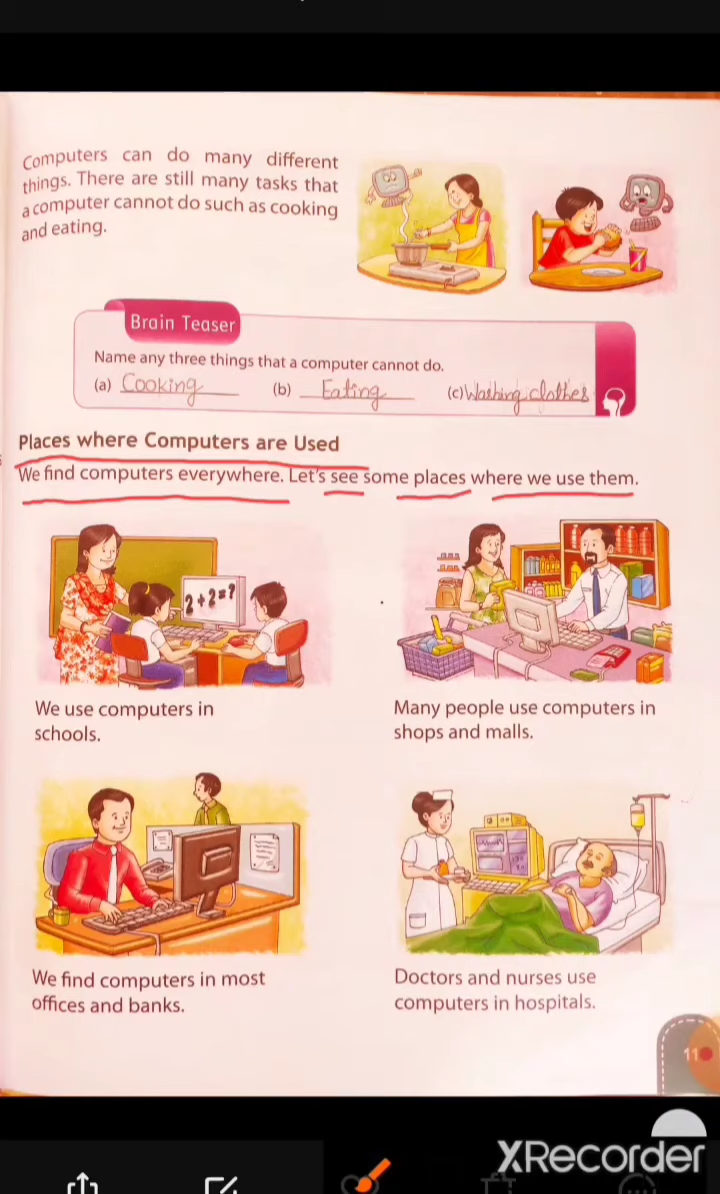 Computers can do many different
things. There are still many tasks that
a computer cannot do such as cooking
and eating.
Brain Teaser
Name any three things that a computer cannot do.
(a) Cooking (b) Eating (c) Washing clothes
Places where Computers are Used
We find computers everywhere. Let's see some places where we use them.
2+2=?
We use computers in
schools.
Many people use computers in
shops and malls.
We find computers in most
offices and banks.
Doctors and nurses use
computers in hospitals.
11
XRecorder